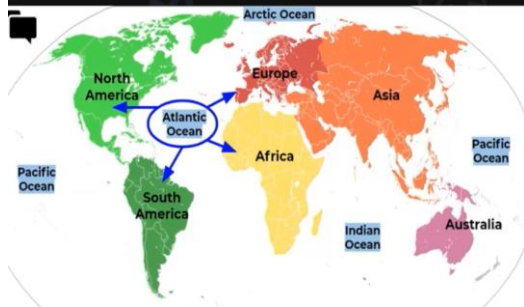 Arctic Ocean
North
America
Europe
Asia
Atlantic
Ocean
Africa
Pacific
Ocean
Pacific
Ocean
South
America
Indian
Ocean
Australia